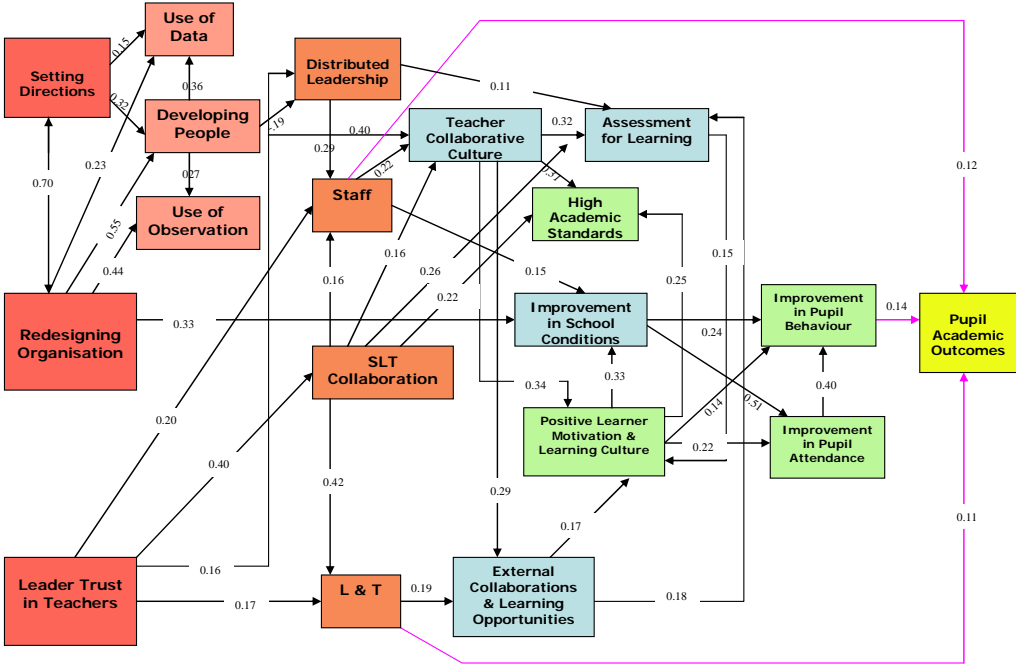 Use of
Data
0.15
Setting
Directions
Distributed
Leadership
0.36
0.11
0.32
Developing
People
.19
0.40
Teacher
Collaborative
Culture
0.32
Assessment
for Learning
0.29
0.22
0.23
0.12
0.70
.27
Staff
0.31
High
Academic
Standards
Use of
Observation
0.55
0.44
0.16
0.15
0.26
0.15
0.25
0.16
0.22
Improvement
in School
Conditions
Improvement
in Pupil
Behaviour
0.14
Pupil
Academic
Outcomes
Redesigning
Organisation
0.33
0.24
SLT
Collaboration
0.34
0.33
0.40
0.14
0.51
0.20
Positive Learner
Motivation &
Learning Culture
0.22
Improvement
in Pupil
Attendance
0.40
0.42
0.29
0.17
0.11
Leader Trust
in Teachers
0.16
0.17
L & T
0.19
External
Collaborations
& Learning
Opportunities
0.18